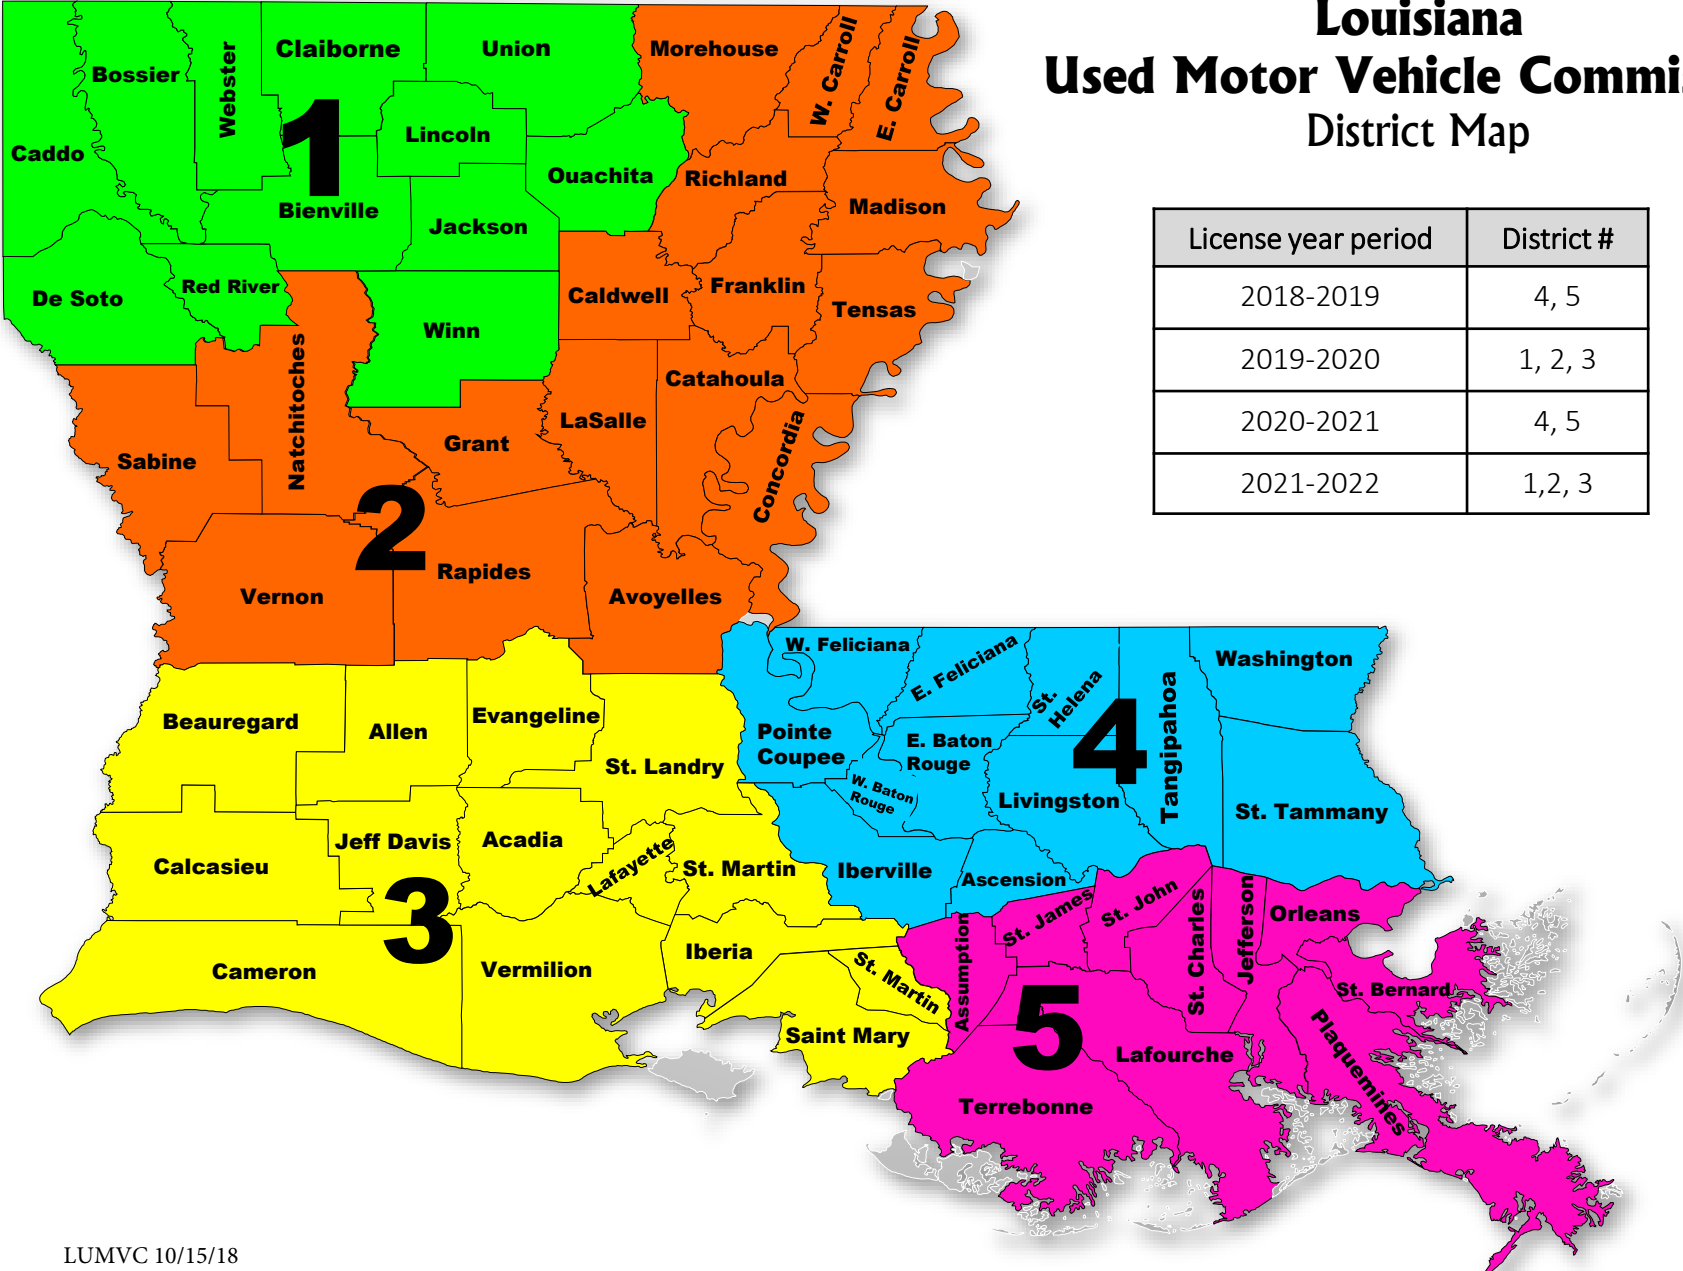 Louisiana
Used Motor Vehicle Commi
District Map
License year period District #
2018-2019 4, 5
2019-2020 1, 2, 3
2020-2021 4, 5
2021-2022 1,2, 3
Claiborne
Union
Morehouse
W. Carroll
E. Carroll
Bossier
Webster
Lincoln
Caddo
1
Ouachita
Richland
Madison
Bienville
Jackson
De Soto
Red River
Caldwell
Franklin
Tensas
Winn
Natchitoches
Catahoula
LaSalle
Concordia
Sabine
Grant
2
Vernon
Rapides
Avoyelles
W. Feliciana
E. Feliciana
St.
Helena
Tangipahoa
Washington
Beauregard
Allen
Evangeline
St. Landry
Pointe
Coupee
E. Baton
Rouge
W. Baton
Rouge
4
Livingston
St. Tammany
Calcasieu
Jeff Davis
Acadia
Lafayette
St. Martin
Iberville
Ascension
3
St. James
St. John
St. Charles
Jefferson
Orleans
Cameron
Vermilion
Iberia
St. Martin
Assumption
St. Bernard
Saint Mary
5
Lafourche
Plaquemines
Terrebonne
LUMVC 10/15/18